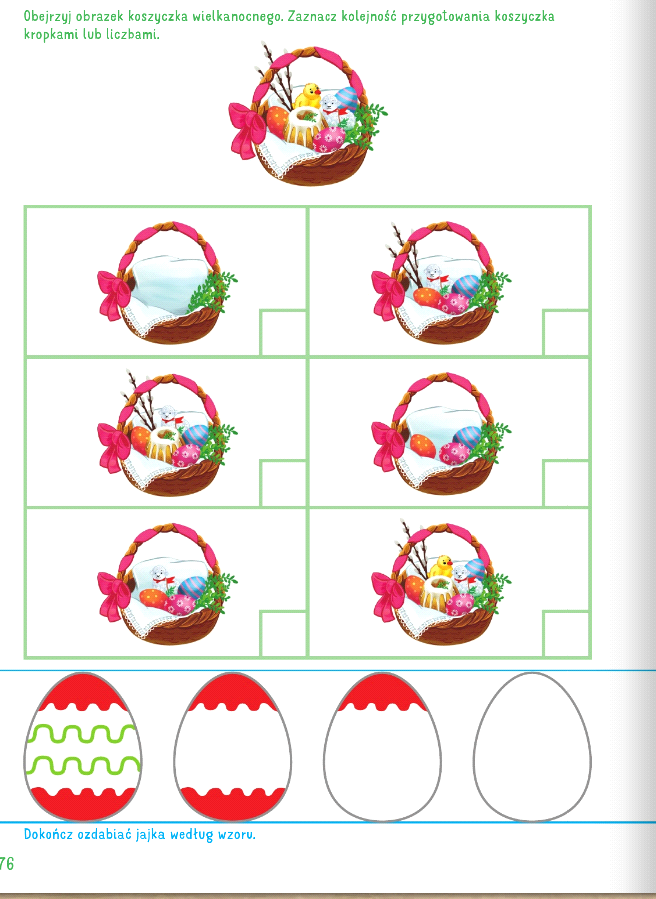 Obejrzyj obrazek koszyczka wielkanocnego. Zaznacz kolejność przygotowania koszyczka
kropkami lub liczbami.
Dokończ ozdabiać jajka według wzoru.
76